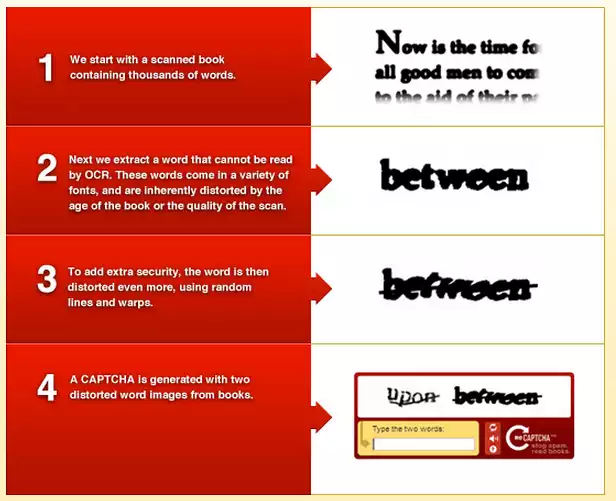 1
We start with a scanned book
containing thousands of words.
Now is the time fo
all good men to com
to the aid of their p
2
Next we extract a word that cannot be read
by OCR. These words come in a variety of
fonts, and are inherently distorted by the
age of the book or the quality of the scan.
between
3
To add extra security, the word is then
distorted even more, using random
lines and warps.
between
4
A CAPTCHA is generated with two
distorted word images from books.
upon between
Type the two words:
reCAPTCHA™
stop spam.
read books.